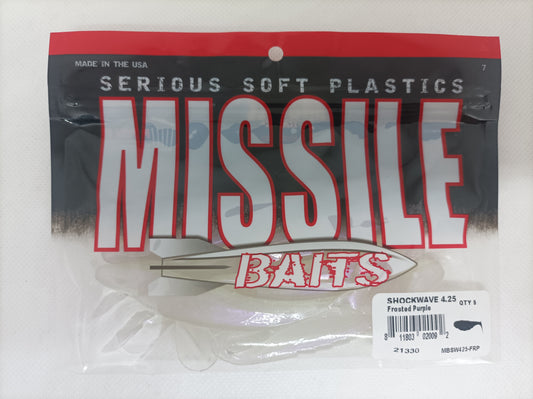 MADE IN THE USA
7
SERIOUS SOFT PLASTICS
MISSILE
BAITS
SHOCKWAVE 4.25 QTY 5
Frosted Purple
8 11803 02009 2
21330 MBSW425-FRP